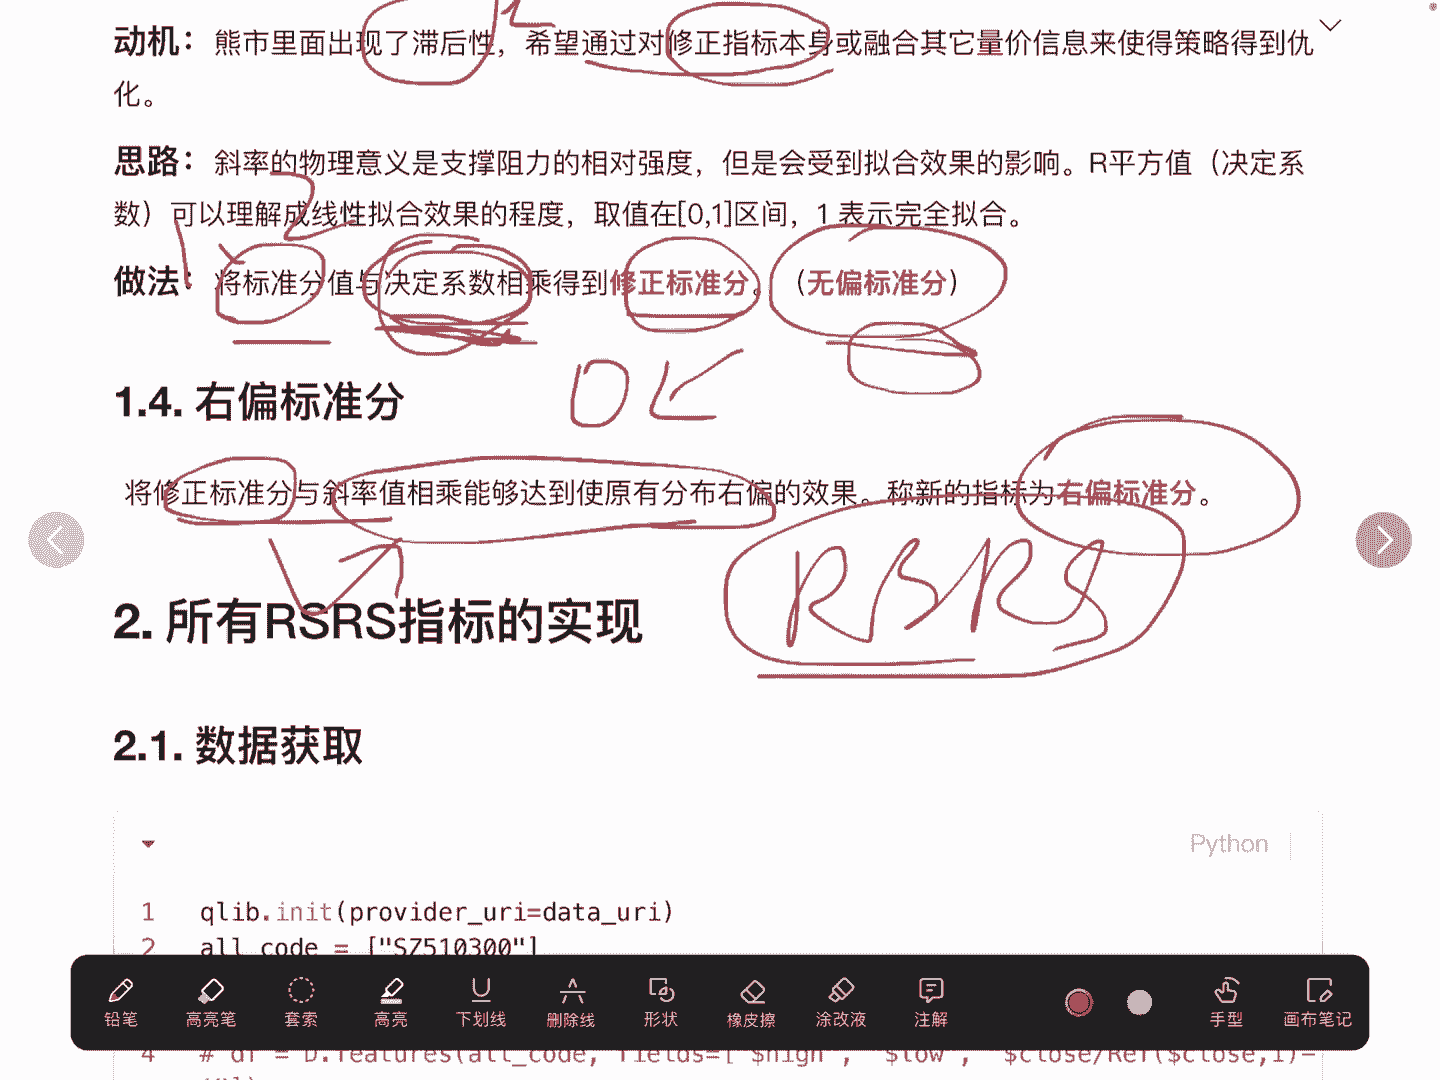 动机：熊市里面出现了滞后性，希望通过对修正指标本身或融合其它量价信息来使得策略得到优
化。
思路：斜率的物理意义是支撑阻力的相对强度，但是会受到拟合效果的影响。R平方值（决定系
数）可以理解成线性拟合效果的程度，取值在[0,1]区间，1 表示完全拟合。
做法：将标准分值与决定系数相乘得到修正标准分。（无偏标准分）
1.4. 右偏标准分
将修正标准分与斜率值相乘能够达到使原有分布右偏的效果。称新的指标为右偏标准分。
RSRS
2. 所有RSRS指标的实现
2.1. 数据获取
Python
1 qlib.init(provider_uri=data_uri)
2 all_code = ["SZ510300"]
铅笔 高亮笔 套索 高亮 下划线 删除线 形状 橡皮擦 涂改液 注解 手型 画布笔记
4 # df = D.features(all_code, fields=["$high", "$low", "$close/Ref($close,1)-